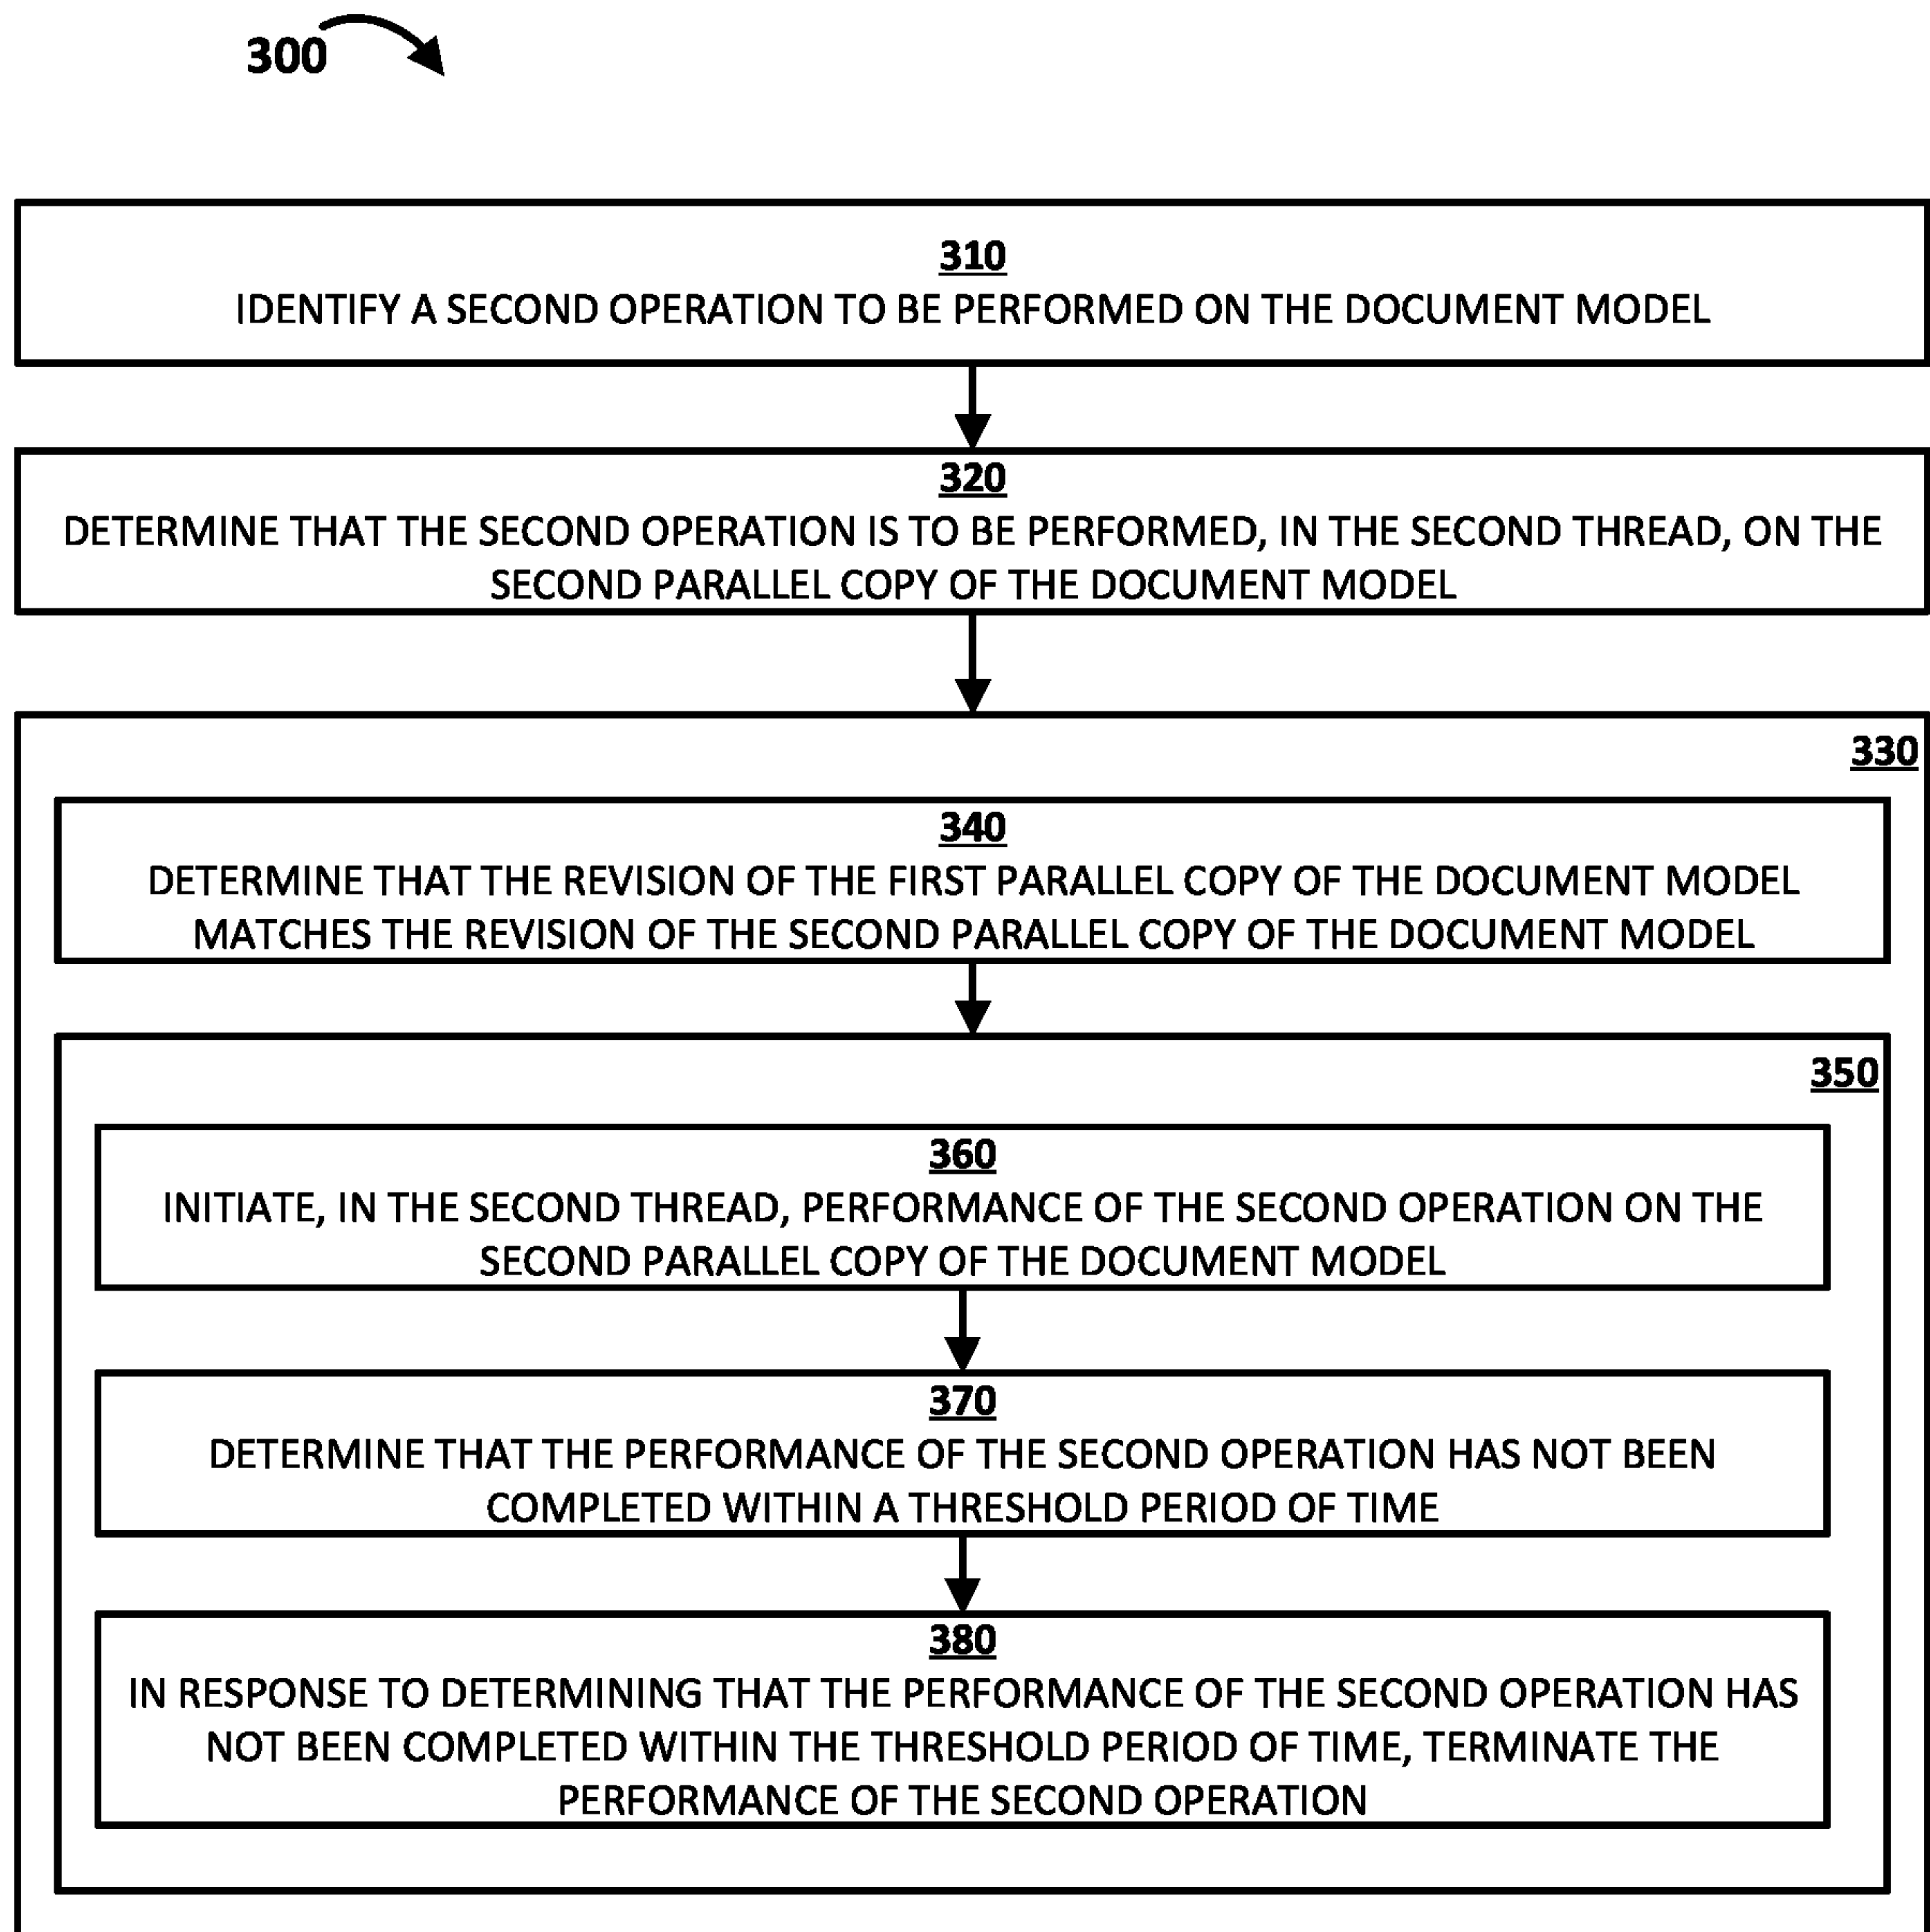 300
310
IDENTIFY A SECOND OPERATION TO BE PERFORMED ON THE DOCUMENT MODEL
320
DETERMINE THAT THE SECOND OPERATION IS TO BE PERFORMED, IN THE SECOND THREAD, ON THE
SECOND PARALLEL COPY OF THE DOCUMENT MODEL
330
340
DETERMINE THAT THE REVISION OF THE FIRST PARALLEL COPY OF THE DOCUMENT MODEL
MATCHES THE REVISION OF THE SECOND PARALLEL COPY OF THE DOCUMENT MODEL
350
360
INITIATE, IN THE SECOND THREAD, PERFORMANCE OF THE SECOND OPERATION ON THE
SECOND PARALLEL COPY OF THE DOCUMENT MODEL
370
DETERMINE THAT THE PERFORMANCE OF THE SECOND OPERATION HAS NOT BEEN
COMPLETED WITHIN A THRESHOLD PERIOD OF TIME
380
IN RESPONSE TO DETERMINING THAT THE PERFORMANCE OF THE SECOND OPERATION HAS
NOT BEEN COMPLETED WITHIN THE THRESHOLD PERIOD OF TIME, TERMINATE THE
PERFORMANCE OF THE SECOND OPERATION